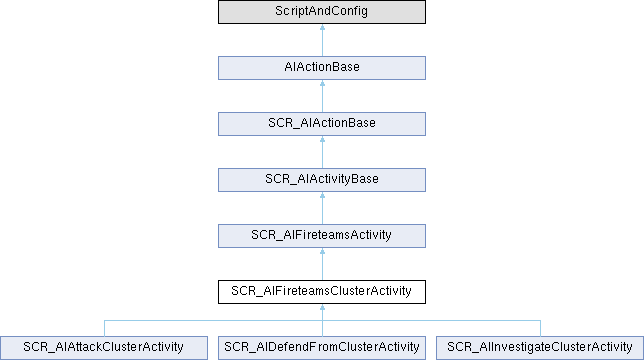 ScriptAndConfig
AIActionBase
SCR_AIActionBase
SCR_AIActivityBase
SCR_AIFireteamsActivity
SCR_AIFireteamsClusterActivity
SCR_AIAttackClusterActivity
SCR_AIDefendFromClusterActivity
SCR_AIInvestigateClusterActivity